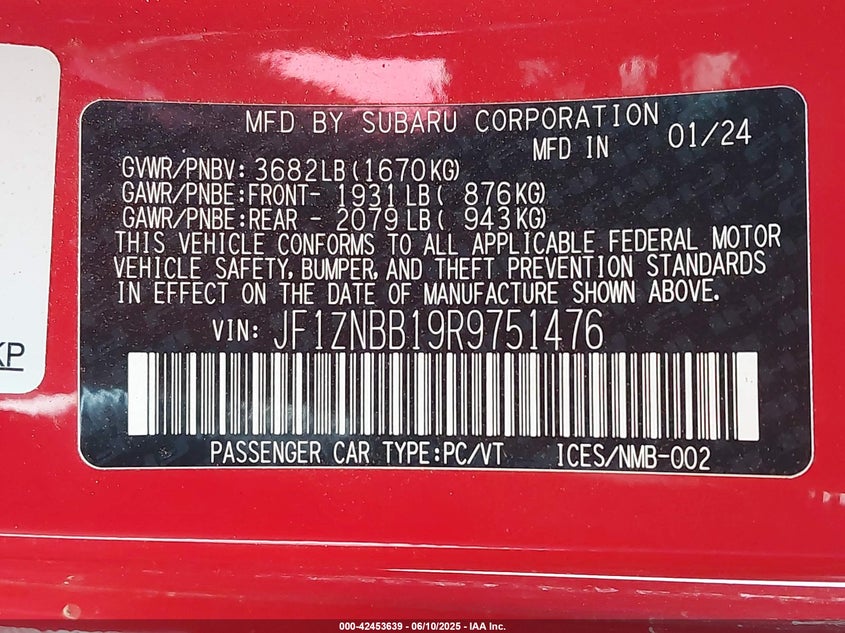 MFD BY SUBARU CORPORATION
MFD IN 01/24
GVWR/PNBV: 3682LB(1670KG)
GAWR/PNBE:FRONT- 1931LB( 876KG)
GAWR/PNBE:REAR - 2079LB( 943KG)
THIS VEHICLE CONFORMS TO ALL APPLICABLE FEDERAL MOTOR
VEHICLE SAFETY, BUMPER, AND THEFT PREVENTION STANDARDS
IN EFFECT ON THE DATE OF MANUFACTURE SHOWN ABOVE.
VIN: JF1ZNBB19R9751476
KP
PASSENGER CAR TYPE:PC/VT ICES/NMB-002
000-42453639 - 06/10/2025 - IAA Inc.